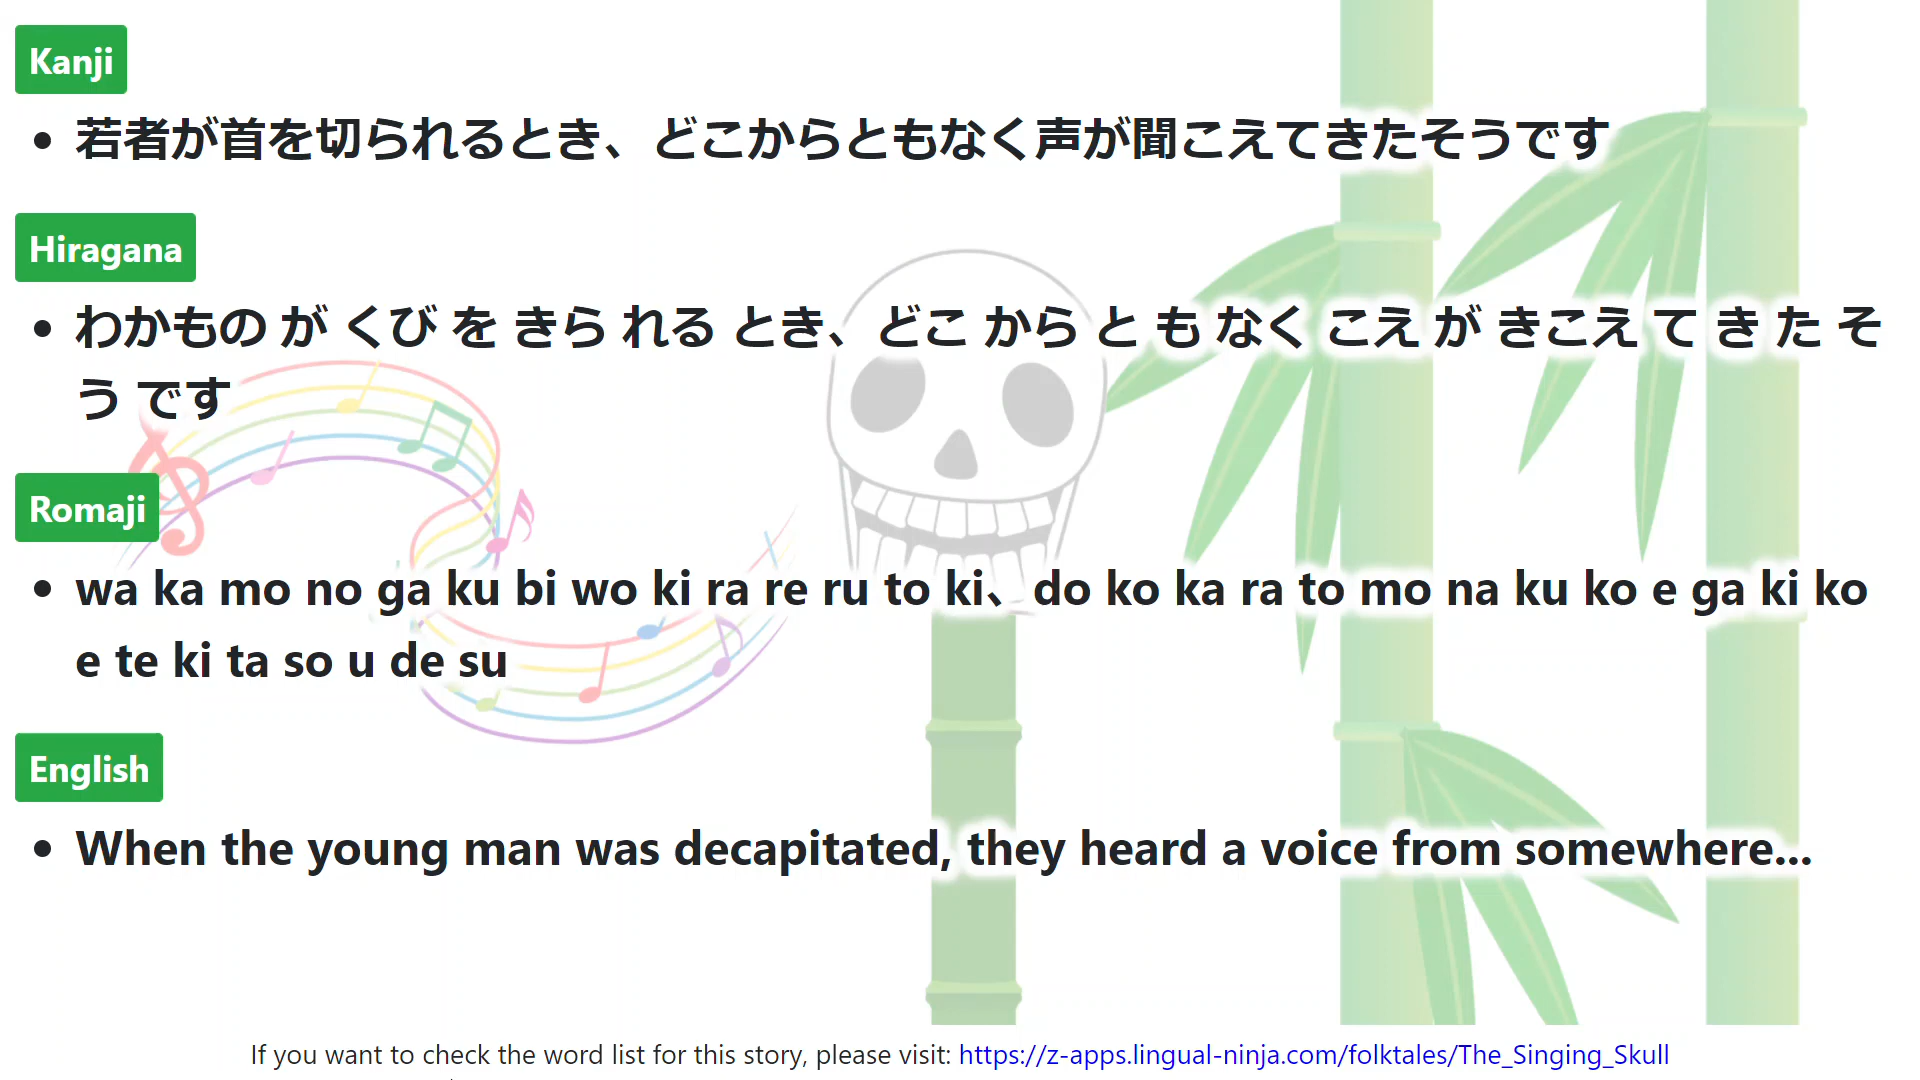 Kanji
• 若者が首を切られるとき、どこからともなく声が聞こえてきたそうです
Hiragana
• わかもの が くび を きら れる とき、どこ から と も なく こえ が きこえ て き た そ
う です
Romaji
• wa ka mo no ga ku bi wo ki ra re ru to ki、do ko ka ra to mo na ku ko e ga ki ko
e te ki ta so u de su
English
• When the young man was decapitated, they heard a voice from somewhere...
If you want to check the word list for this story, please visit: https://z-apps.lingual-ninja.com/folktales/The_Singing_Skull